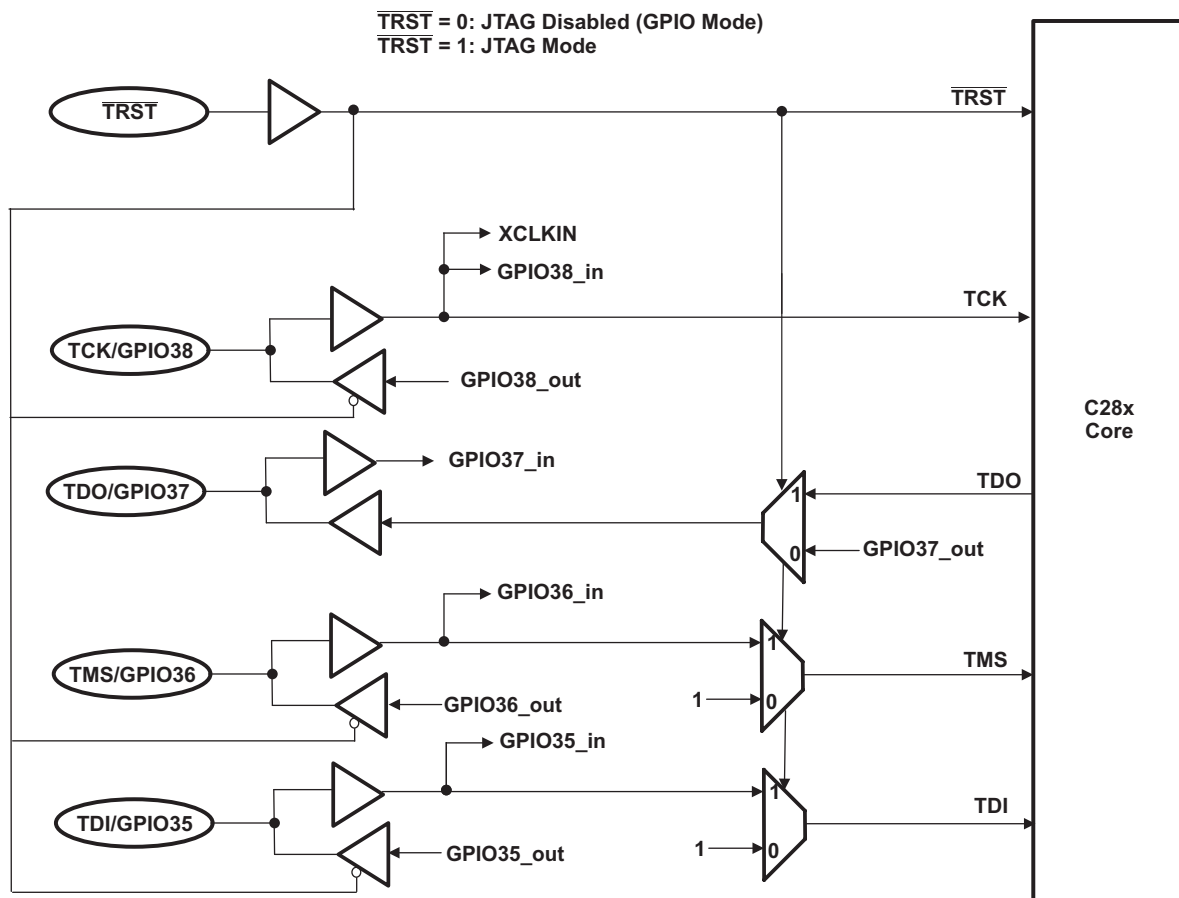 TRST = 0: JTAG Disabled (GPIO Mode)
TRST = 1: JTAG Mode
TRST
TRST
XCLKIN
GPIO38_in
TCK
TCK/GPIO38
GPIO38_out
C28x
Core
GPIO37_in
TDO
TDO/GPIO37
1
0
GPIO37_out
GPIO36_in
1
TMS/GPIO36
TMS
1
0
GPIO36_out
GPIO35_in
1
TDI/GPIO35
TDI
1
0
GPIO35_out